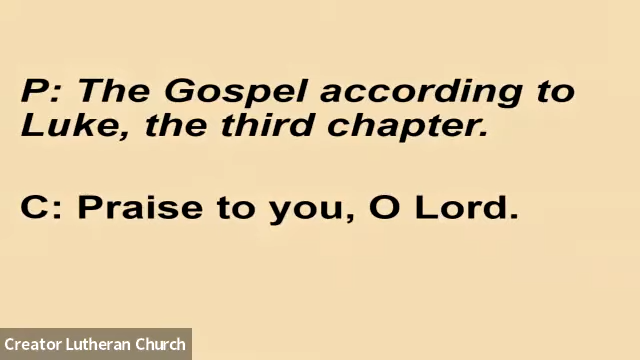 P: The Gospel according to
Luke, the third chapter.
C: Praise to you, O Lord.
Creator Lutheran Church